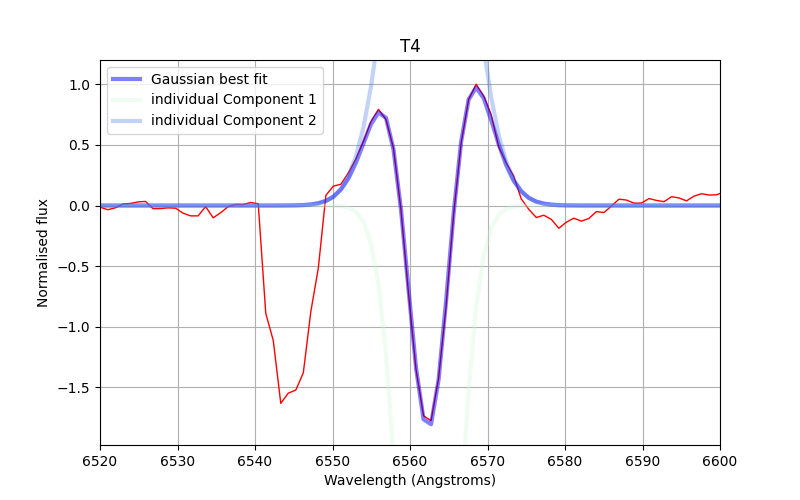 T4
Gaussian best fit
individual Component 1
individual Component 2
1.0
0.5
0.0
−0.5
−1.0
−1.5
Normalised flux
6520 6530 6540 6550 6560 6570 6580 6590 6600
Wavelength (Angstroms)